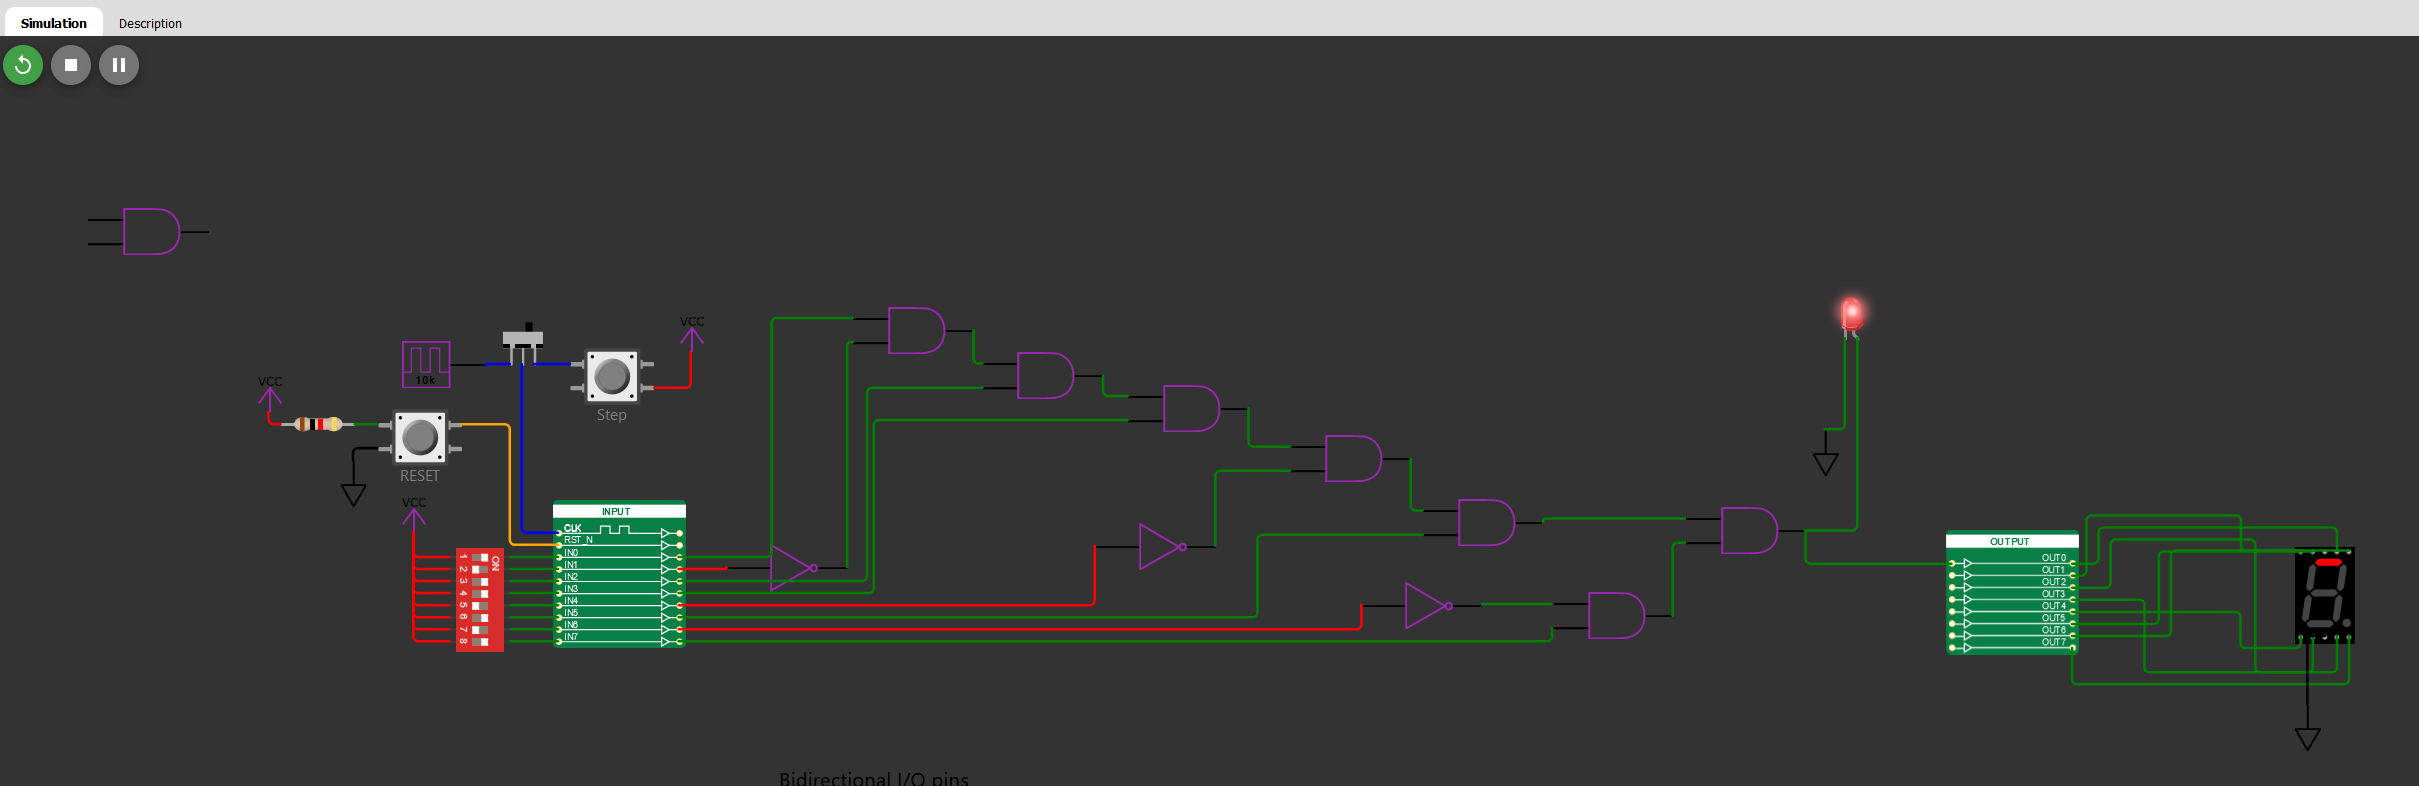 Simulation
Description
VCC
10k
Step
VCC
RESET
VCC
INPUT
CLK
RST_N
IN0
IN1
IN2
IN3
IN4
IN5
IN6
IN7
ON
1
2
3
4
5
6
7
8
OUTPUT
OUT0
OUT1
OUT2
OUT3
OUT4
OUT5
OUT6
OUT7
Bidirectional I/O pins